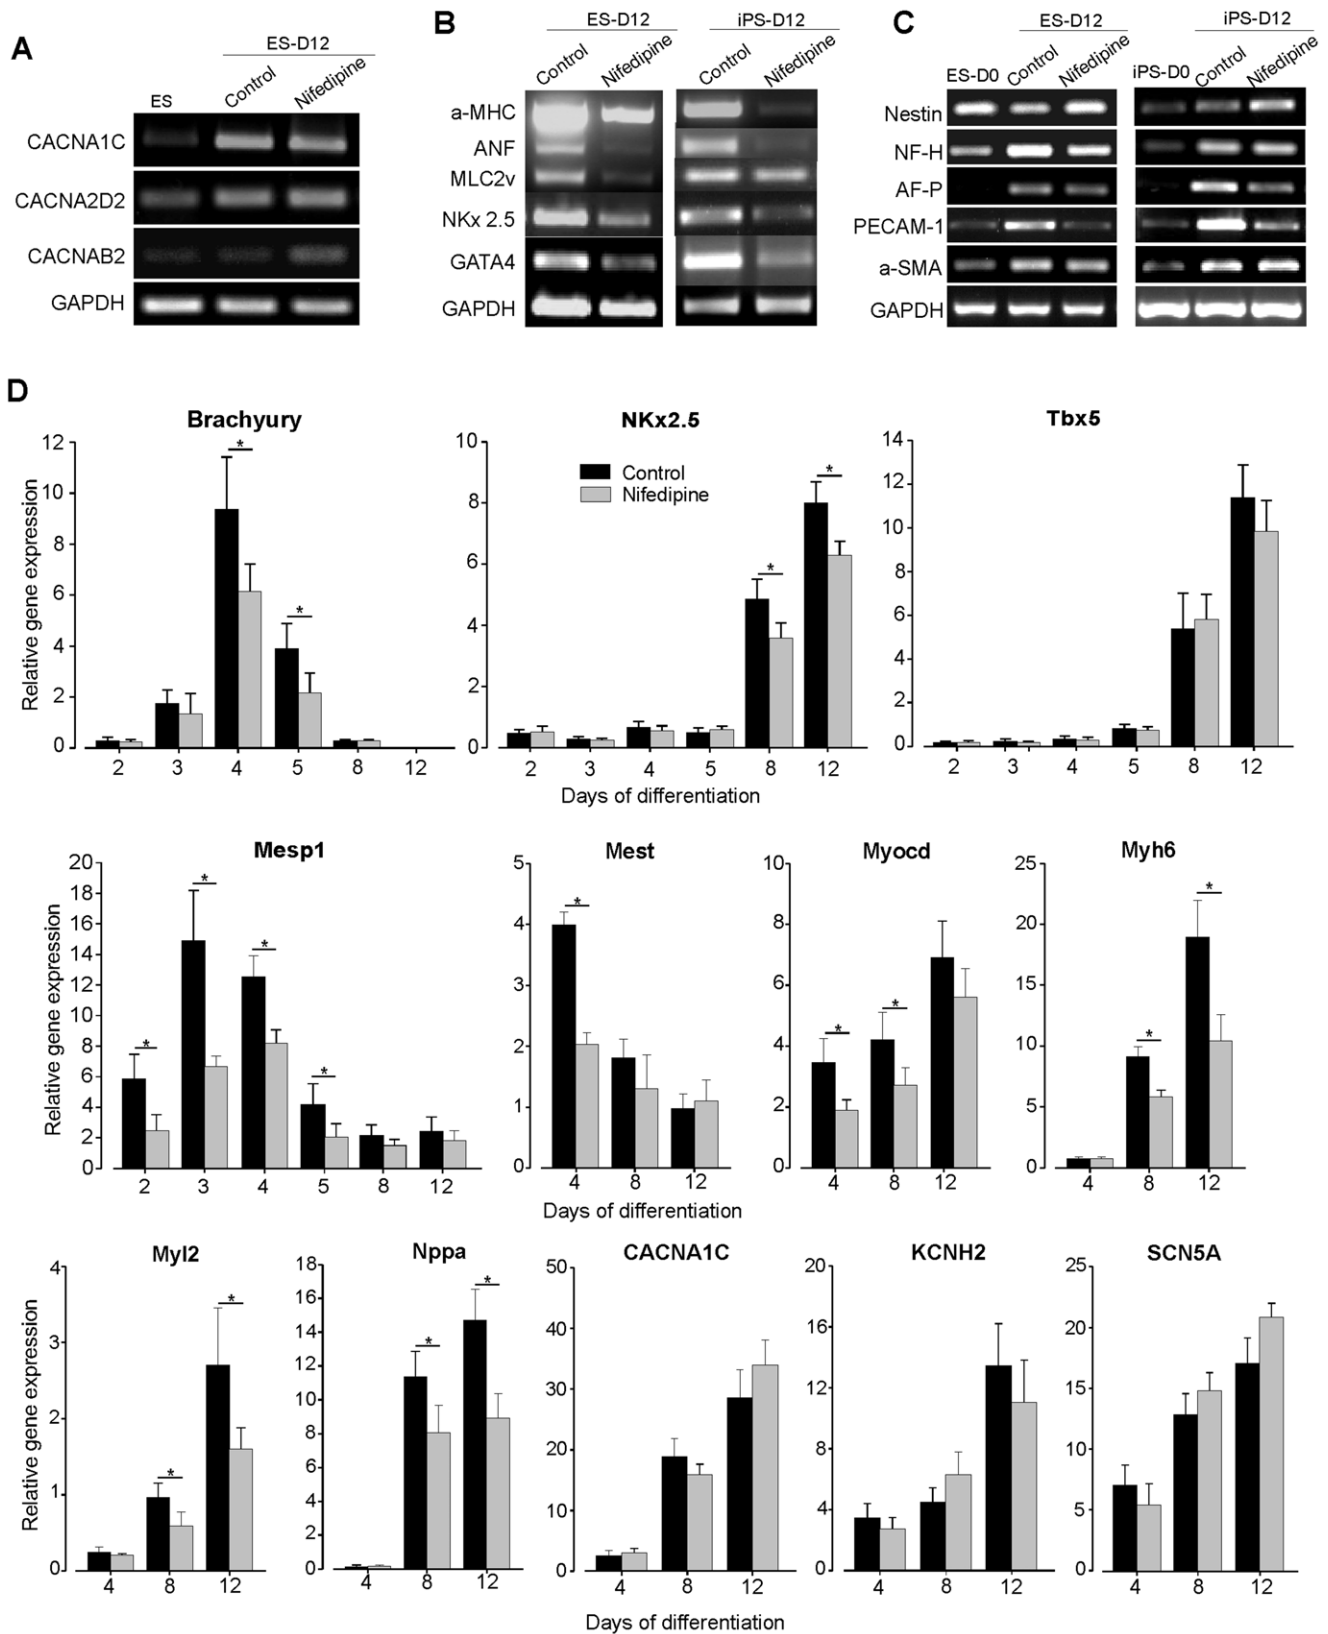 A
ES-D12
ES
Control
Nifedipine
CACNA1C
CACNA2D2
CACNAB2
GAPDH
B
ES-D12
iPS-D12
Control
Nifedipine
Control
Nifedipine
a-MHC
ANF
MLC2v
NKx 2.5
GATA4
GAPDH
C
ES-D12
iPS-D12
ES-D0
Control
Nifedipine
iPS-D0
Control
Nifedipine
Nestin
NF-H
AF-P
PECAM-1
a-SMA
GAPDH
D
Brachyury
Relative gene expression
12
10
8
6
4
2
0
*
*
2 3 4 5 8 12
NKx2.5
10
8
6
4
2
0
Control
Nifedipine
*
*
2 3 4 5 8 12
Days of differentiation
Tbx5
14
12
10
8
6
4
2
0
2 3 4 5 8 12
Mesp1
Relative gene expression
20
18
16
14
12
10
8
6
4
2
0
*
*
*
*
2 3 4 5 8 12
Mest
5
4
3
2
1
0
*
4 8 12
Days of differentiation
Myocd
10
8
6
4
2
0
*
*
4 8 12
Myh6
25
20
15
10
5
0
*
*
4 8 12
Myl2
Relative gene expression
4
3
2
1
0
*
*
4 8 12
Nppa
18
16
14
12
10
8
6
4
2
0
*
*
4 8 12
CACNA1C
50
40
30
20
10
0
4 8 12
Days of differentiation
KCNH2
20
16
12
8
4
0
4 8 12
SCN5A
25
20
15
10
5
0
4 8 12